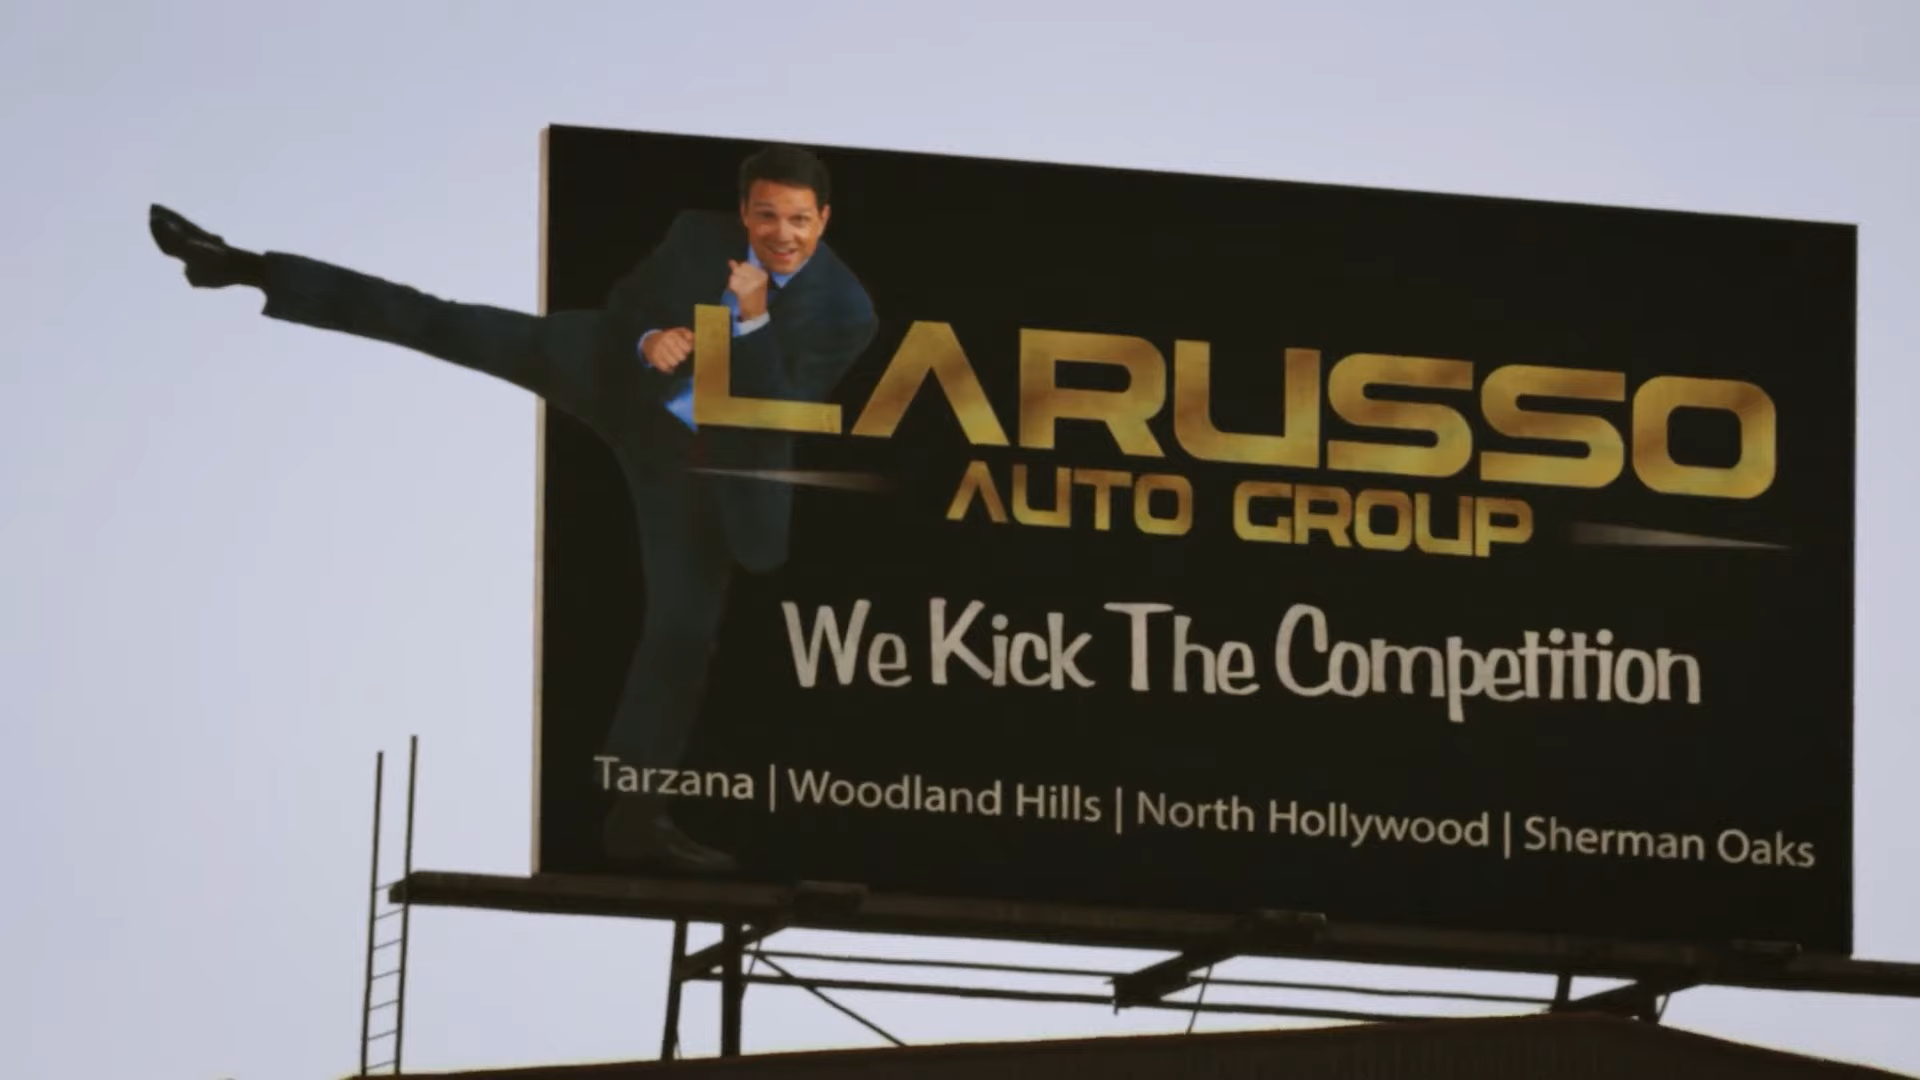 LARUSSO
AUTO GROUP
We Kick The Competition
Tarzana | Woodland Hills | North Hollywood | Sherman Oaks